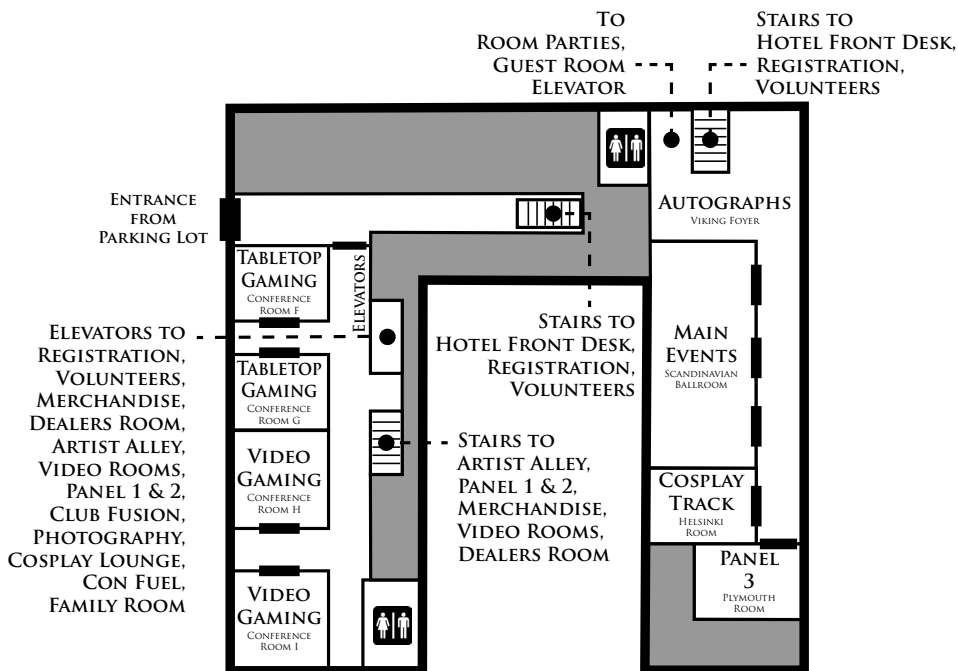 To
Room Parties,
Guest Room
Elevator
Stairs to
Hotel Front Desk,
Registration,
Volunteers
Entrance
from
Parking Lot
Autographs
Viking Foyer
Tabletop
Gaming
Conference
Room F
Elevators
Elevators to
Registration,
Volunteers,
Merchandise,
Dealers Room,
Artist Alley,
Video Rooms,
Panel 1 & 2,
Club Fusion,
Photography,
Cosplay Lounge,
Con Fuel,
Family Room
Tabletop
Gaming
Conference
Room G
Video
Gaming
Conference
Room H
Video
Gaming
Conference
Room I
Stairs to
Hotel Front Desk,
Registration,
Volunteers
Stairs to
Artist Alley,
Panel 1 & 2,
Merchandise,
Video Rooms,
Dealers Room
Main
Events
Scandinavian
Ballroom
Cosplay
Track
Helsinki
Room
Panel
3
Plymouth
Room